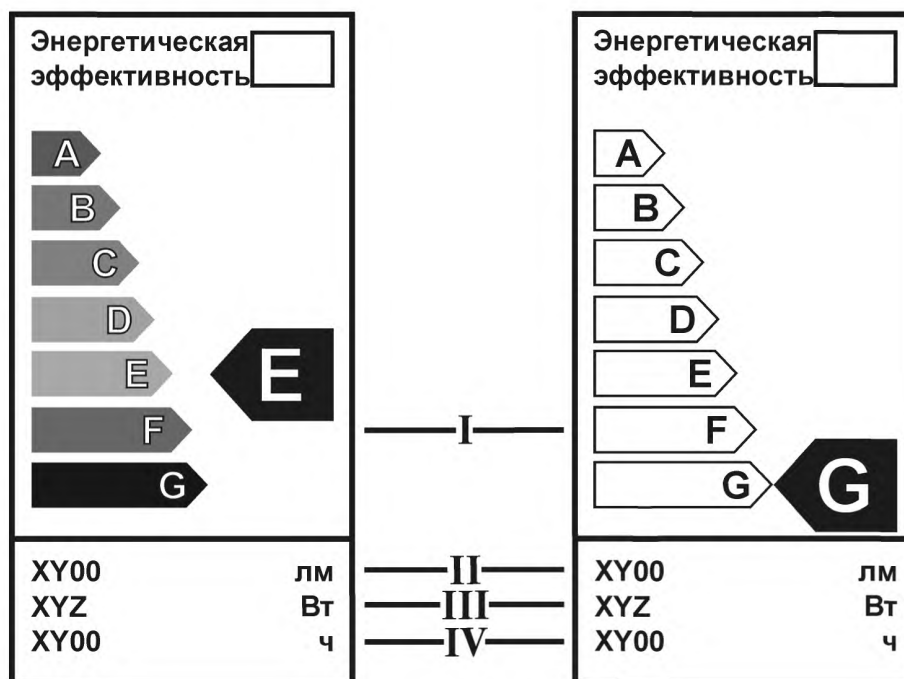 Энергетическая
эффективность
A
B
C
D
E
E
F
G
XY00 лм
XYZ Вт
XY00 ч
I
II
III
IV
Энергетическая
эффективность
A
B
C
D
E
F
G
G
XY00 лм
XYZ Вт
XY00 ч